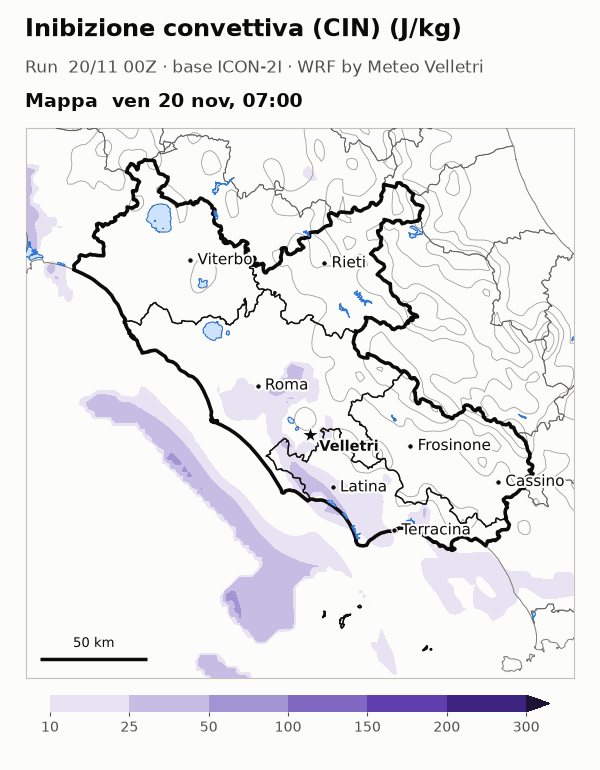 Inibizione convettiva (CIN) (J/kg)
Run  20/11 00Z · base ICON-2I · WRF by Meteo Velletri
Mappa  ven 20 nov, 07:00
Viterbo
Rieti
Roma
Velletri
Frosinone
Cassino
Latina
Terracina
50 km
10 25 50 100 150 200 300